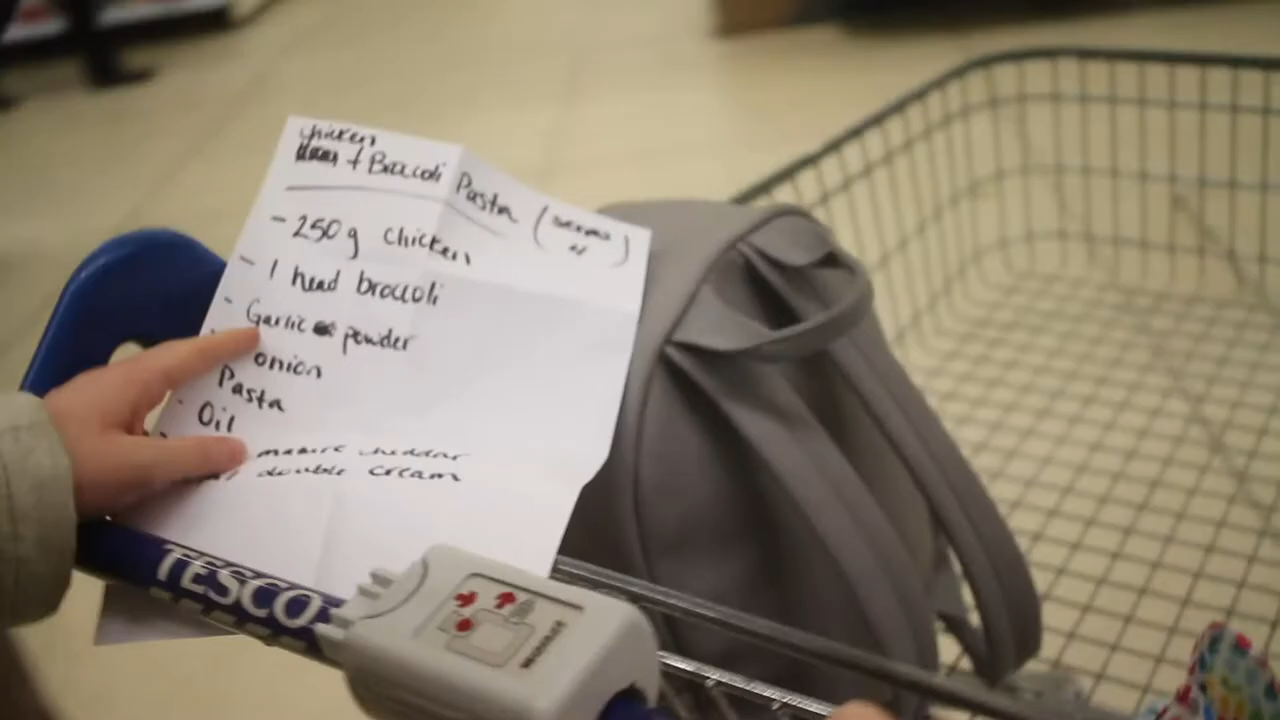 chicken
+ Broccoli Pasta (
- 250g chicken
- 1 head broccoli
- Garlic powder
onion
Pasta
- Oil
mature cheddar
double cream
TESCO